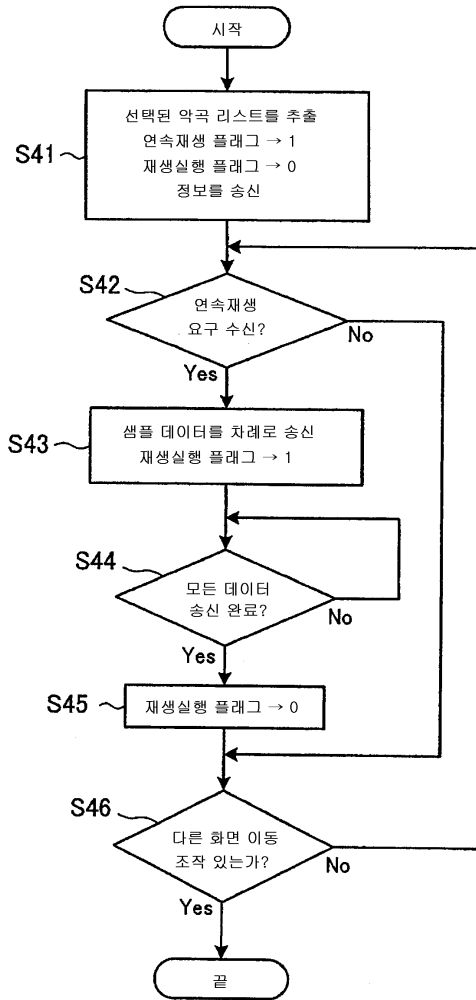 시작
S41
선택된 악곡 리스트를 추출
연속재생 플래그 → 1
재생실행 플래그 → 0
정보를 송신
S42
연속재생
요구 수신?
No
Yes
S43
샘플 데이터를 차례로 송신
재생실행 플래그 → 1
S44
모든 데이터
송신 완료?
No
Yes
S45
재생실행 플래그 → 0
S46
다른 화면 이동
조작 있는가?
No
Yes
끝